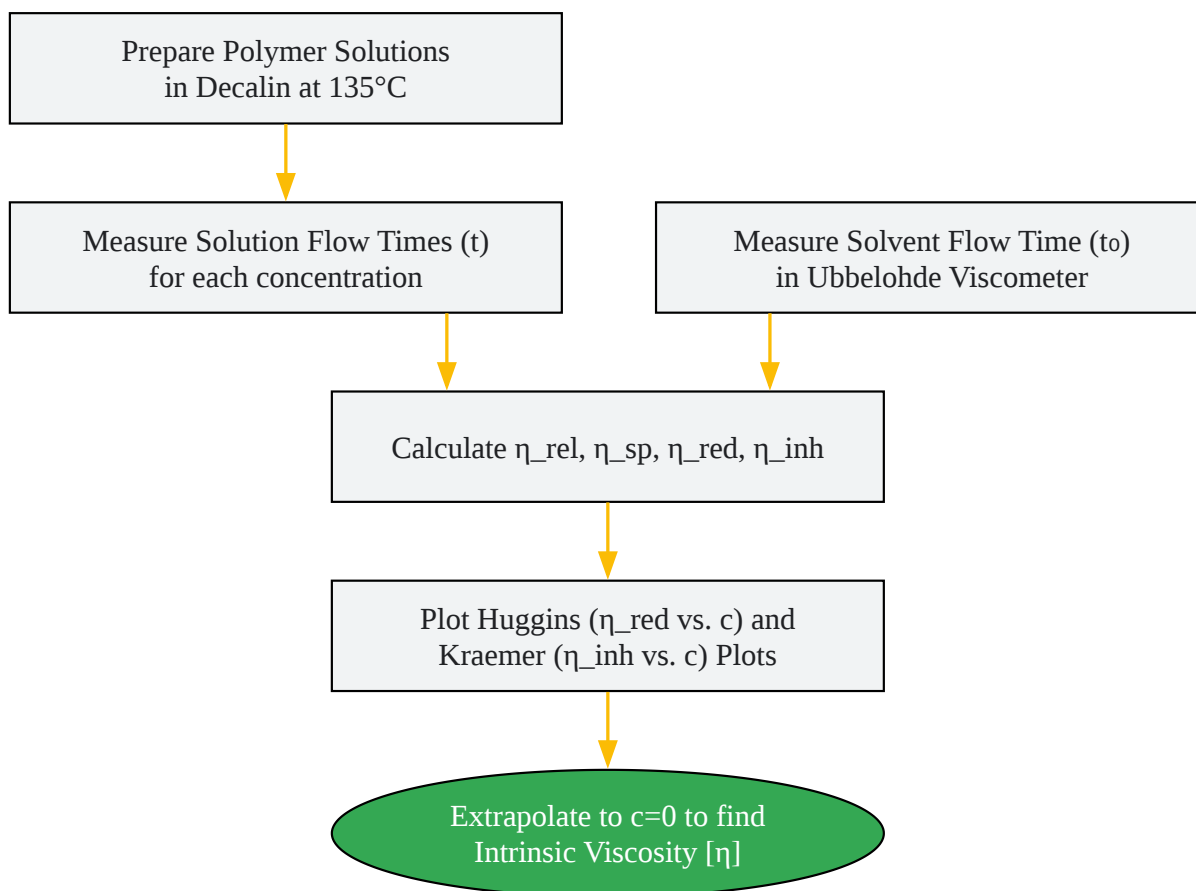 Prepare Polymer Solutions
in Decalin at 135°C
Measure Solution Flow Times (t)
for each concentration
Measure Solvent Flow Time (t₀)
in Ubbelohde Viscometer
Calculate η_rel, η_sp, η_red, η_inh
Plot Huggins (η_red vs. c) and
Kraemer (η_inh vs. c) Plots
Extrapolate to c=0 to find
Intrinsic Viscosity [η]